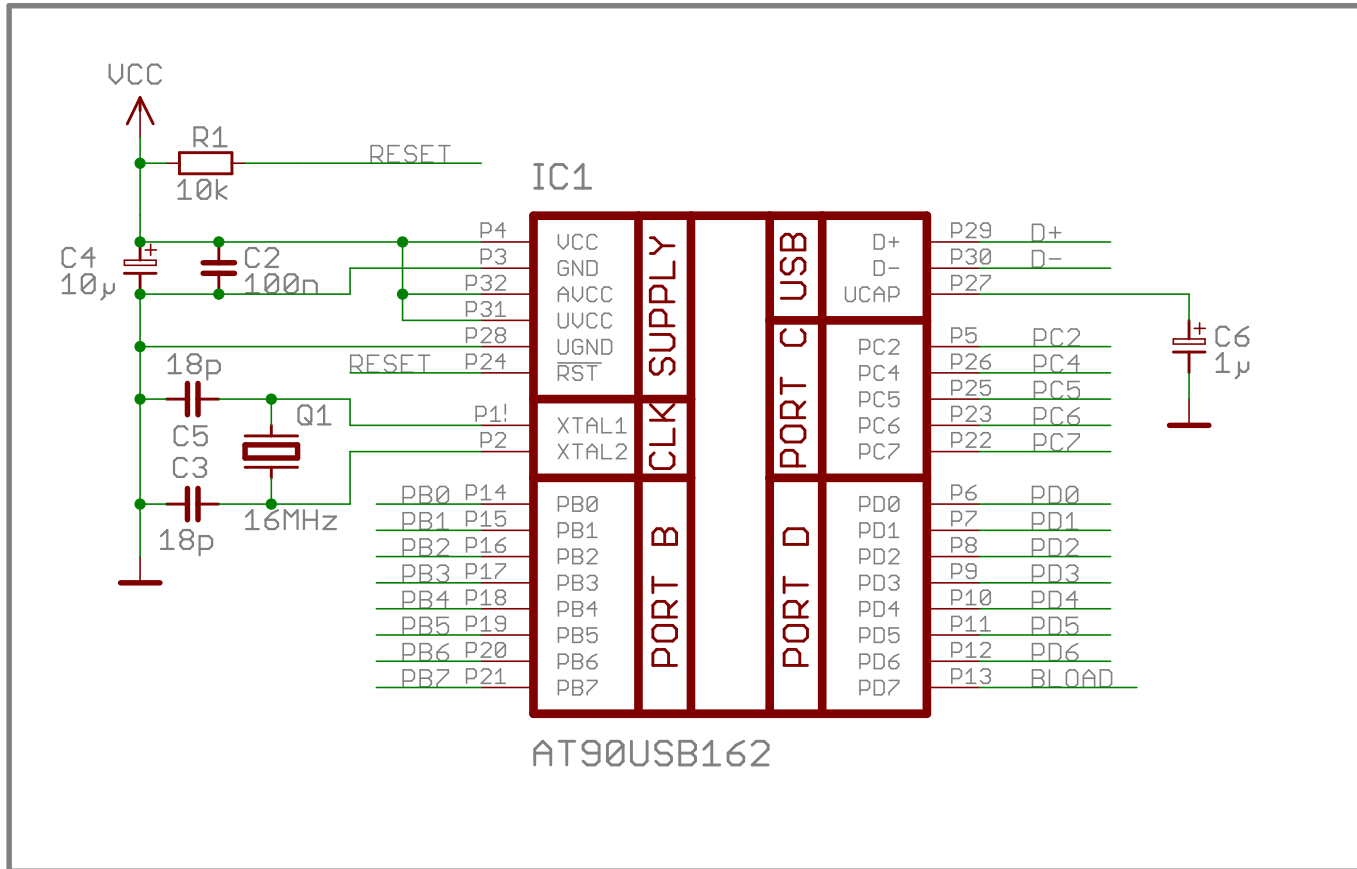 VCC
R1
RESET
10k
IC1
C4
10µ
C2
100n
P4
P3
P32
P31
P28
RESET
P24
VCC
GND
AVCC
UVCC
UGND
RST
SUPPLY
18p
C5
Q1
C3
16MHz
18p
P1!
P2
XTAL1
XTAL2
CLK
PB0 P14 PB0
PB1 P15 PB1
PB2 P16 PB2
PB3 P17 PB3
PB4 P18 PB4
PB5 P19 PB5
PB6 P20 PB6
PB7 P21 PB7
PORT B
USB
D+ P29 D+
D- P30 D-
UCAP P27
C6
1µ
PORT C
PC2 P5 PC2
PC4 P26 PC4
PC5 P25 PC5
PC6 P23 PC6
PC7 P22 PC7
PORT D
PD0 P6 PD0
PD1 P7 PD1
PD2 P8 PD2
PD3 P9 PD3
PD4 P10 PD4
PD5 P11 PD5
PD6 P12 PD6
PD7 P13 BLOAD
AT90USB162